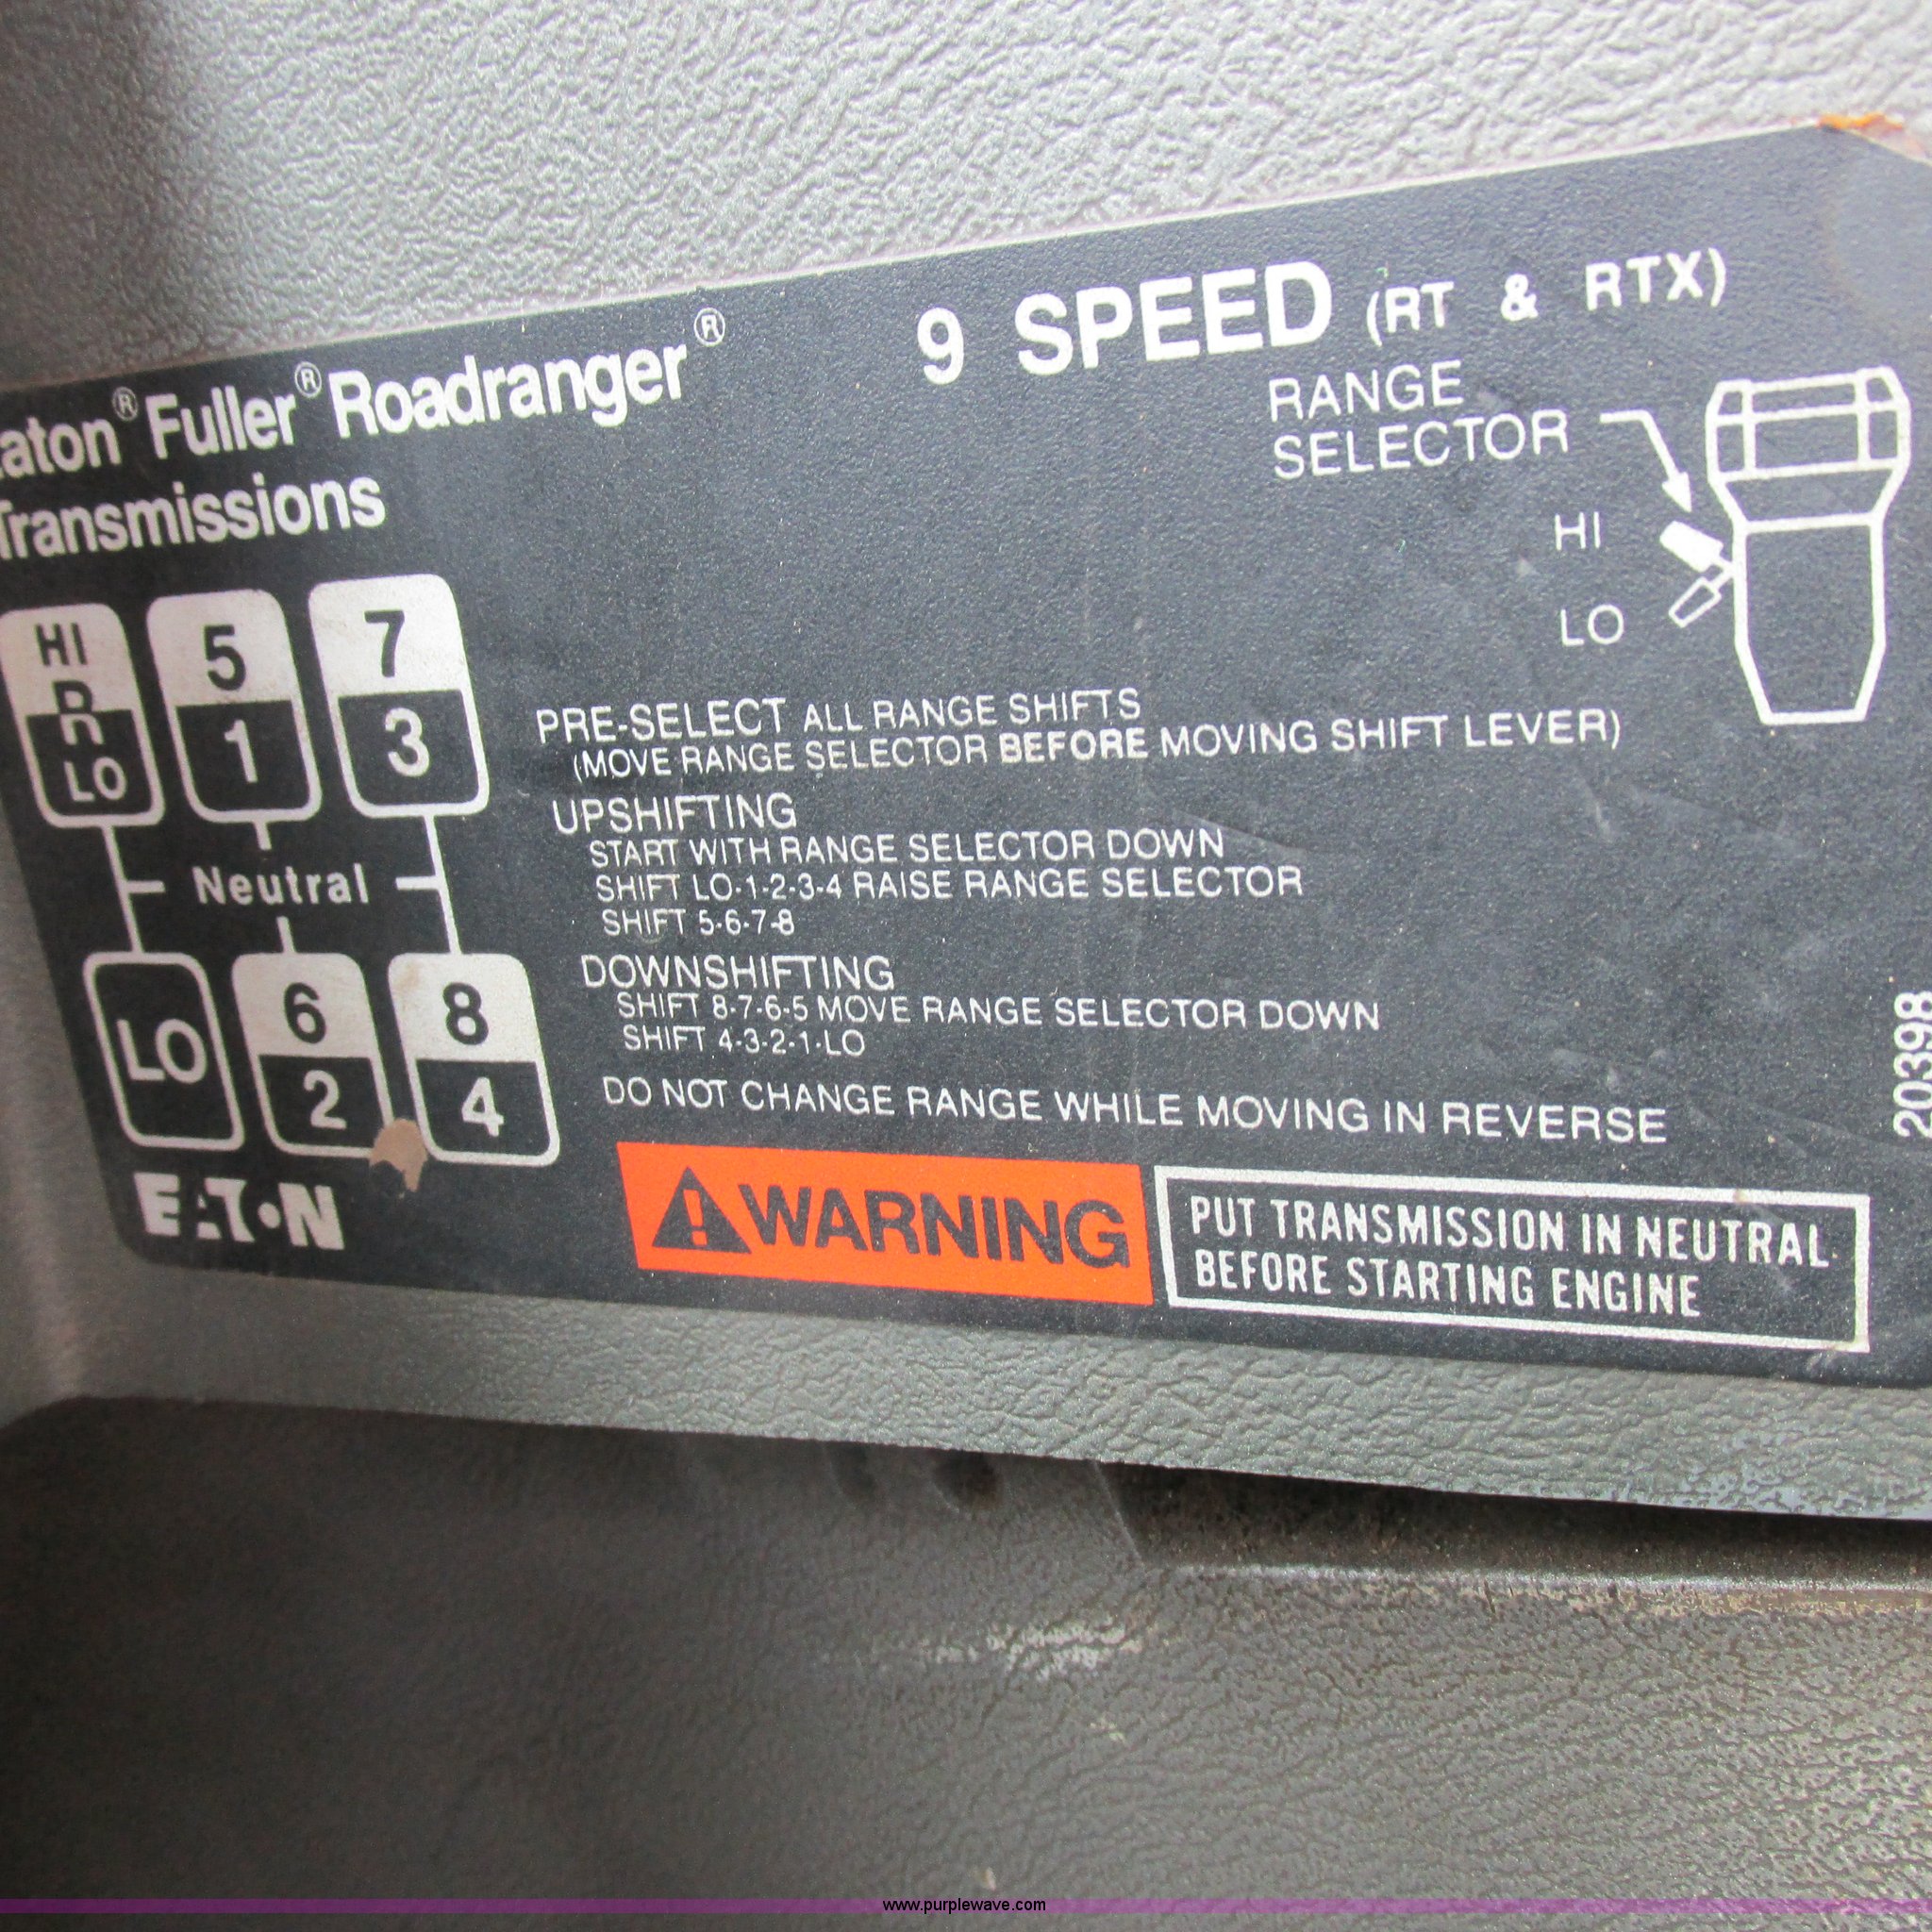 Eaton® Fuller® Roadranger®
Transmissions
9 SPEED (RT & RTX)
RANGE
SELECTOR
HI
LO
HI
R
LO
5
1
7
3
Neutral
LO
6
2
8
4
EATON
PRE-SELECT ALL RANGE SHIFTS
(MOVE RANGE SELECTOR BEFORE MOVING SHIFT LEVER)
UPSHIFTING
START WITH RANGE SELECTOR DOWN
SHIFT LO-1-2-3-4 RAISE RANGE SELECTOR
SHIFT 5-6-7-8
DOWNSHIFTING
SHIFT 8-7-6-5 MOVE RANGE SELECTOR DOWN
SHIFT 4-3-2-1-LO
DO NOT CHANGE RANGE WHILE MOVING IN REVERSE
WARNING
PUT TRANSMISSION IN NEUTRAL
BEFORE STARTING ENGINE
20398
www.purplewave.com